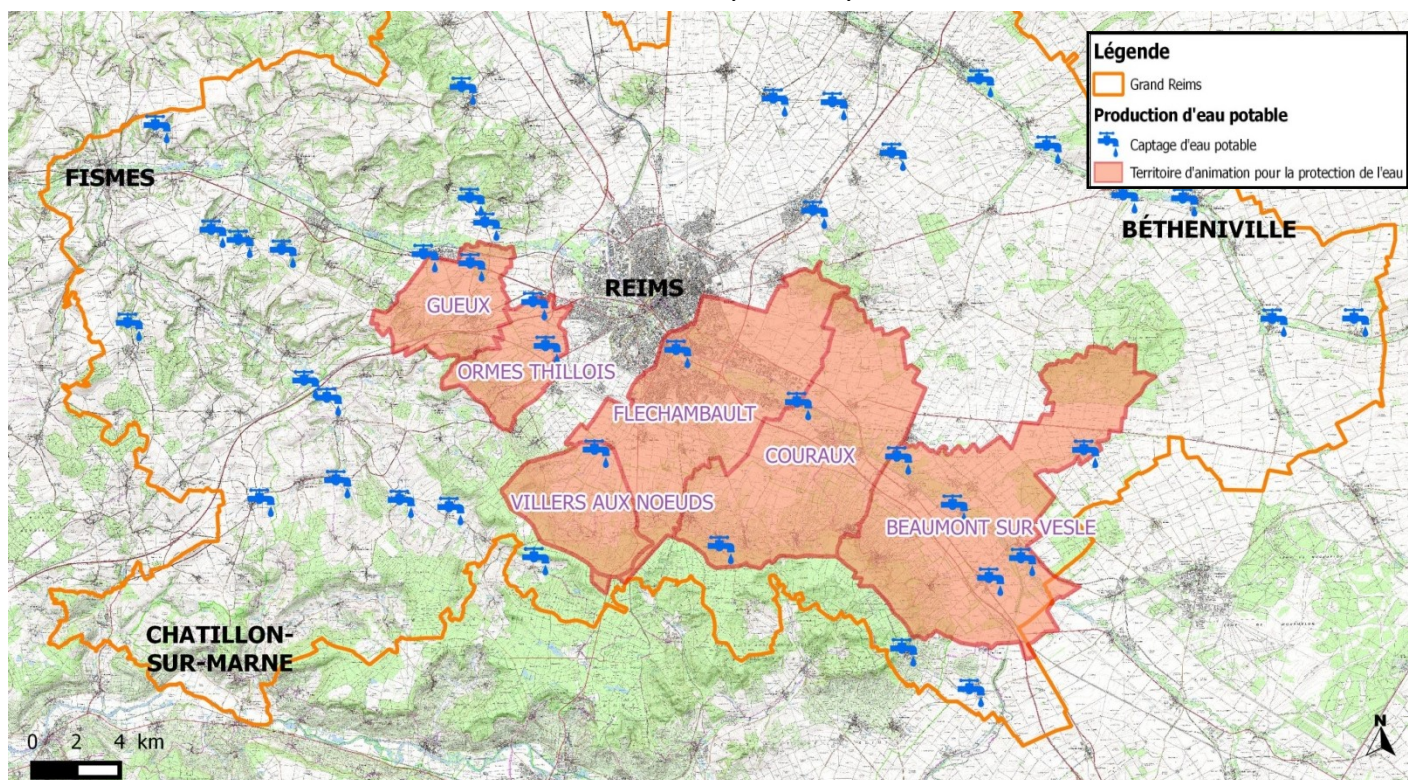 Légende
Grand Reims
Production d'eau potable
Captage d'eau potable
Territoire d'animation pour la protection de l'eau
FISMES
BÉTHENIVILLE
REIMS
GUEUX
ORMES THILLOIS
FLECHAMBAULT
COURAUX
VILLERS AUX NOEUDS
BEAUMONT SUR VESLE
CHATILLON-
SUR-MARNE
0 2 4 km
N